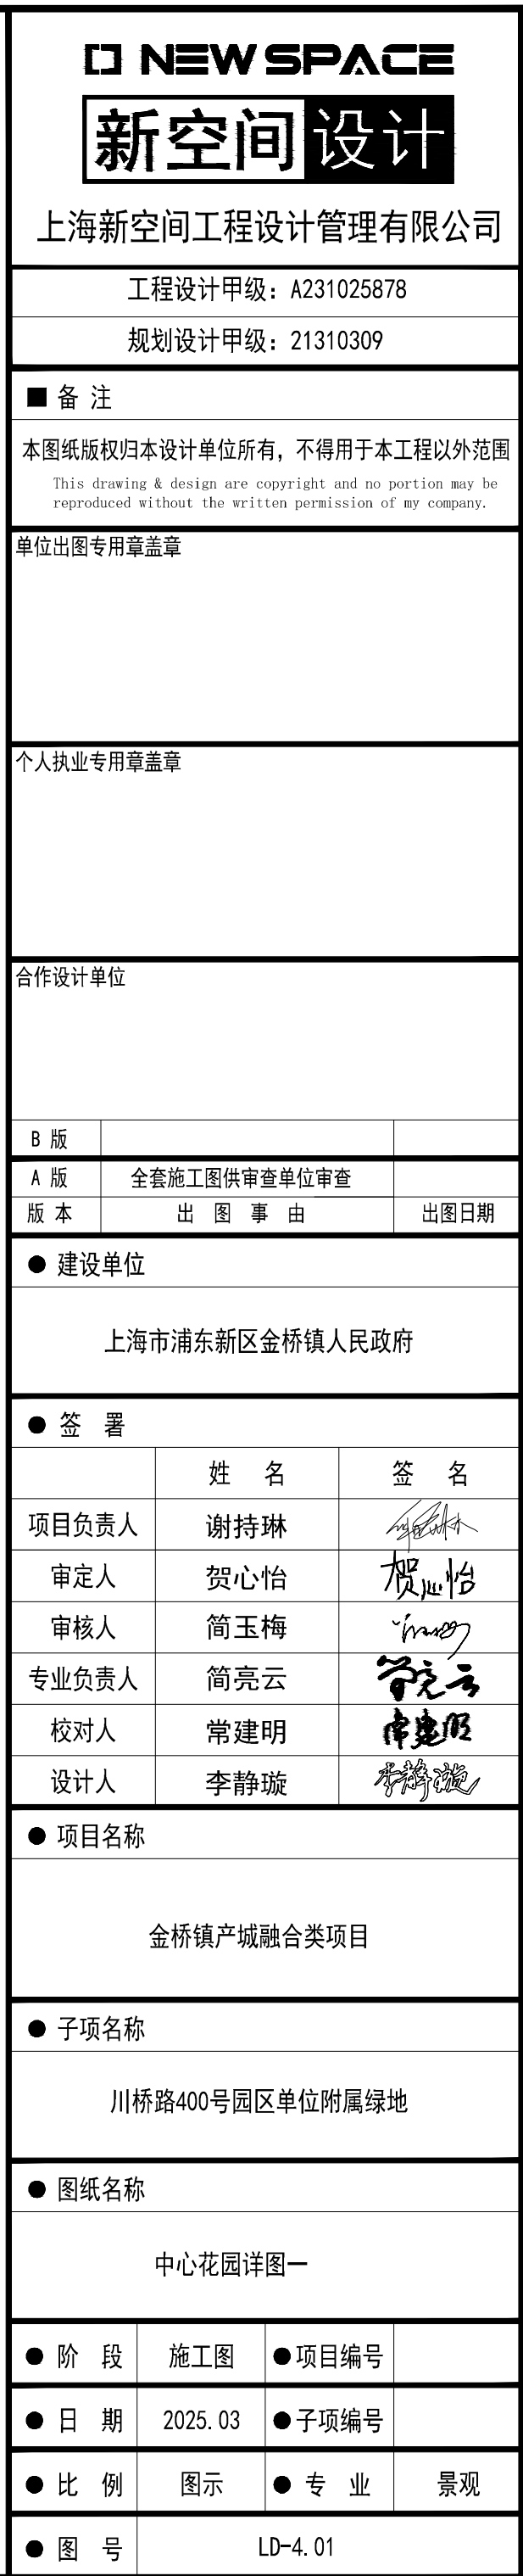 NEW SPACE
新空间设计
上海新空间工程设计管理有限公司
工程设计甲级：A231025878
规划设计甲级：21310309
■ 备 注
本图纸版权归本设计单位所有，不得用于本工程以外范围
This drawing & design are copyright and no portion may be
reproduced without the written permission of my company.
单位出图专用章盖章
个人执业专用章盖章
合作设计单位
B 版
A 版 全套施工图供审查单位审查
版 本 出 图 事 由 出图日期
● 建设单位
上海市浦东新区金桥镇人民政府
● 签 署
姓 名 签 名
项目负责人 谢持琳
审定人 贺心怡 贺心怡
审核人 简玉梅
专业负责人 简亮云 简亮云
校对人 常建明 常建明
设计人 李静璇 李静璇
● 项目名称
金桥镇产城融合类项目
● 子项名称
川桥路400号园区单位附属绿地
● 图纸名称
中心花园详图一
● 阶 段 施工图 ● 项目编号
● 日 期 2025.03 ● 子项编号
● 比 例 图示 ● 专 业 景观
● 图 号 LD-4.01